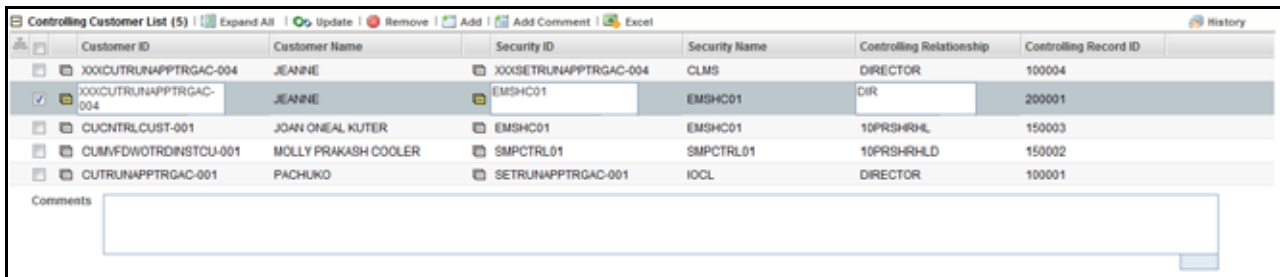 Controlling Customer List (5) | Expand All | Update | Remove | Add | Add Comment | Excel History
Customer ID Customer Name Security ID Security Name Controlling Relationship Controlling Record ID
XXXCUTRUNAPPTRGAC-004 JEANNE XXXSETRUNAPPTRGAC-004 CLMS DIRECTOR 100004
XXXCUTRUNAPPTRGAC-
004 JEANNE EMSHC01 EMSHC01 DIR 200001
CUCNTRLCUST-001 JOAN ONEAL KUTER EMSHC01 EMSHC01 10PRSHRHL 150003
CUMVFDWOTRDINSTCU-001 MOLLY PRAKASH COOLER SMPCTRL01 SMPCTRL01 10PRSHRHLD 150002
CUTRUNAPPTRGAC-001 PACHUKO SETRUNAPPTRGAC-001 IOCL DIRECTOR 100001
Comments